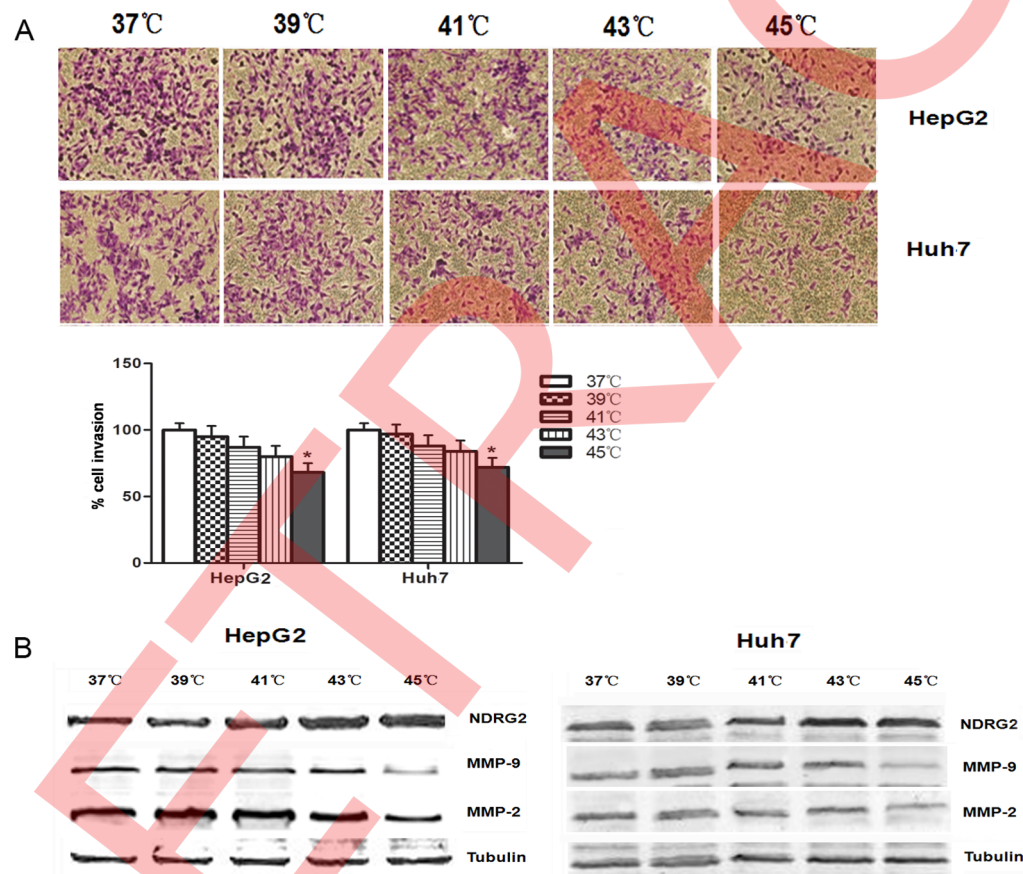 A
37℃ 39℃ 41℃ 43℃ 45℃
HepG2
Huh7
150
100
50
0
% cell invasion
* *
HepG2 Huh7
37℃
39℃
41℃
43℃
45℃
B
HepG2
37℃ 39℃ 41℃ 43℃ 45℃
NDRG2
MMP-9
MMP-2
Tubulin
Huh7
37℃ 39℃ 41℃ 43℃ 45℃
NDRG2
MMP-9
MMP-2
Tubulin